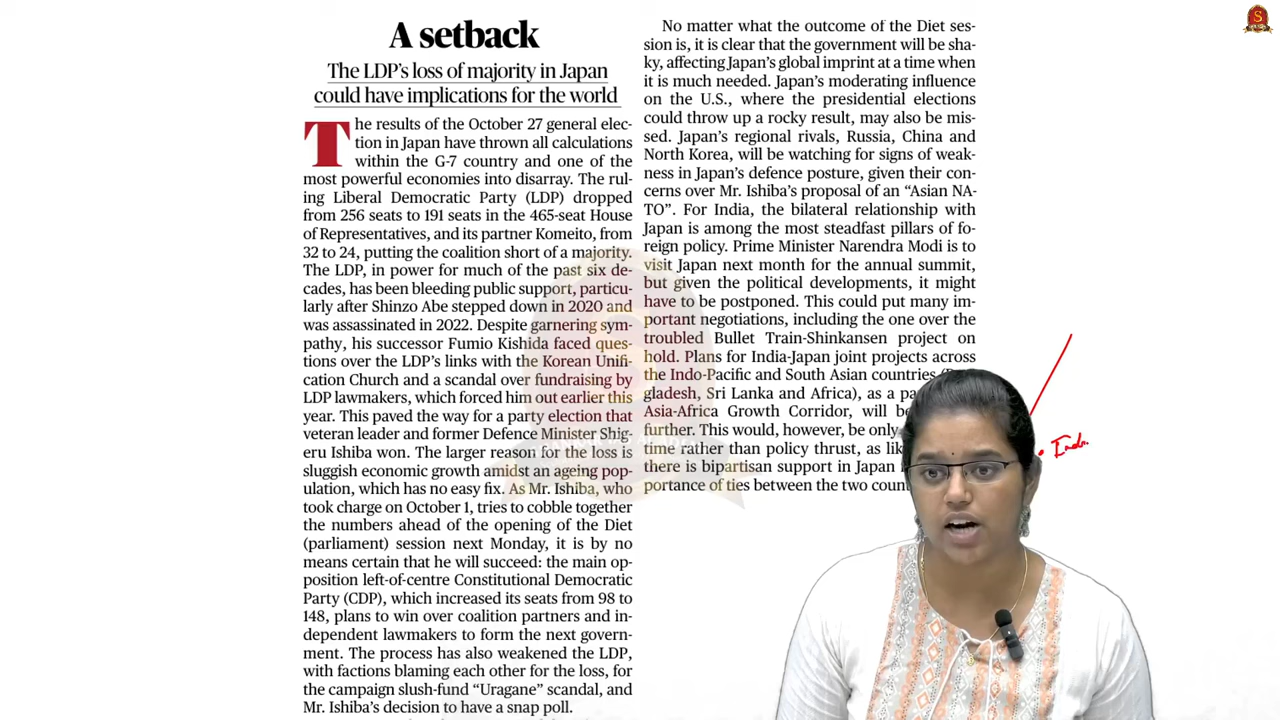 A setback
The LDP's loss of majority in Japan
could have implications for the world
The results of the October 27 general elec-
tion in Japan have thrown all calculations
within the G-7 country and one of the
most powerful economies into disarray. The rul-
ing Liberal Democratic Party (LDP) dropped
from 256 seats to 191 seats in the 465-seat House
of Representatives, and its partner Komeito, from
32 to 24, putting the coalition short of a majority.
The LDP, in power for much of the past six de-
cades, has been bleeding public support, particu-
larly after Shinzo Abe stepped down in 2020 and
was assassinated in 2022. Despite garnering sym-
pathy, his successor Fumio Kishida faced ques-
tions over the LDP's links with the Korean Unifi-
cation Church and a scandal over fundraising by
LDP lawmakers, which forced him out earlier this
year. This paved the way for a party election that
veteran leader and former Defence Minister Shig-
eru Ishiba won. The larger reason for the loss is
sluggish economic growth amidst an ageing pop-
ulation, which has no easy fix. As Mr. Ishiba, who
took charge on October 1, tries to cobble together
the numbers ahead of the opening of the Diet
(parliament) session next Monday, it is by no
means certain that he will succeed: the main op-
position left-of-centre Constitutional Democratic
Party (CDP), which increased its seats from 98 to
148, plans to win over coalition partners and in-
dependent lawmakers to form the next govern-
ment. The process has also weakened the LDP,
with factions blaming each other for the loss, for
the campaign slush-fund “Uragane” scandal, and
Mr. Ishiba's decision to have a snap poll.
No matter what the outcome of the Diet ses-
sion is, it is clear that the government will be sha-
ky, affecting Japan's global imprint at a time when
it is much needed. Japan's moderating influence
on the U.S., where the presidential elections
could throw up a rocky result, may also be mis-
sed. Japan's regional rivals, Russia, China and
North Korea, will be watching for signs of weak-
ness in Japan's defence posture, given their con-
cerns over Mr. Ishiba's proposal of an “Asian NA-
TO”. For India, the bilateral relationship with
Japan is among the most steadfast pillars of fo-
reign policy. Prime Minister Narendra Modi is to
visit Japan next month for the annual summit,
but given the political developments, it might
have to be postponed. This could put many im-
portant negotiations, including the one over the
troubled Bullet Train-Shinkansen project on
hold. Plans for India-Japan joint projects across
the Indo-Pacific and South Asian countries
gladesh, Sri Lanka and Africa), as a
Asia-Africa Growth Corridor, will
further. This would, however, be only
time rather than policy thrust, as
there is bipartisan support in Japan
portance of ties between the two